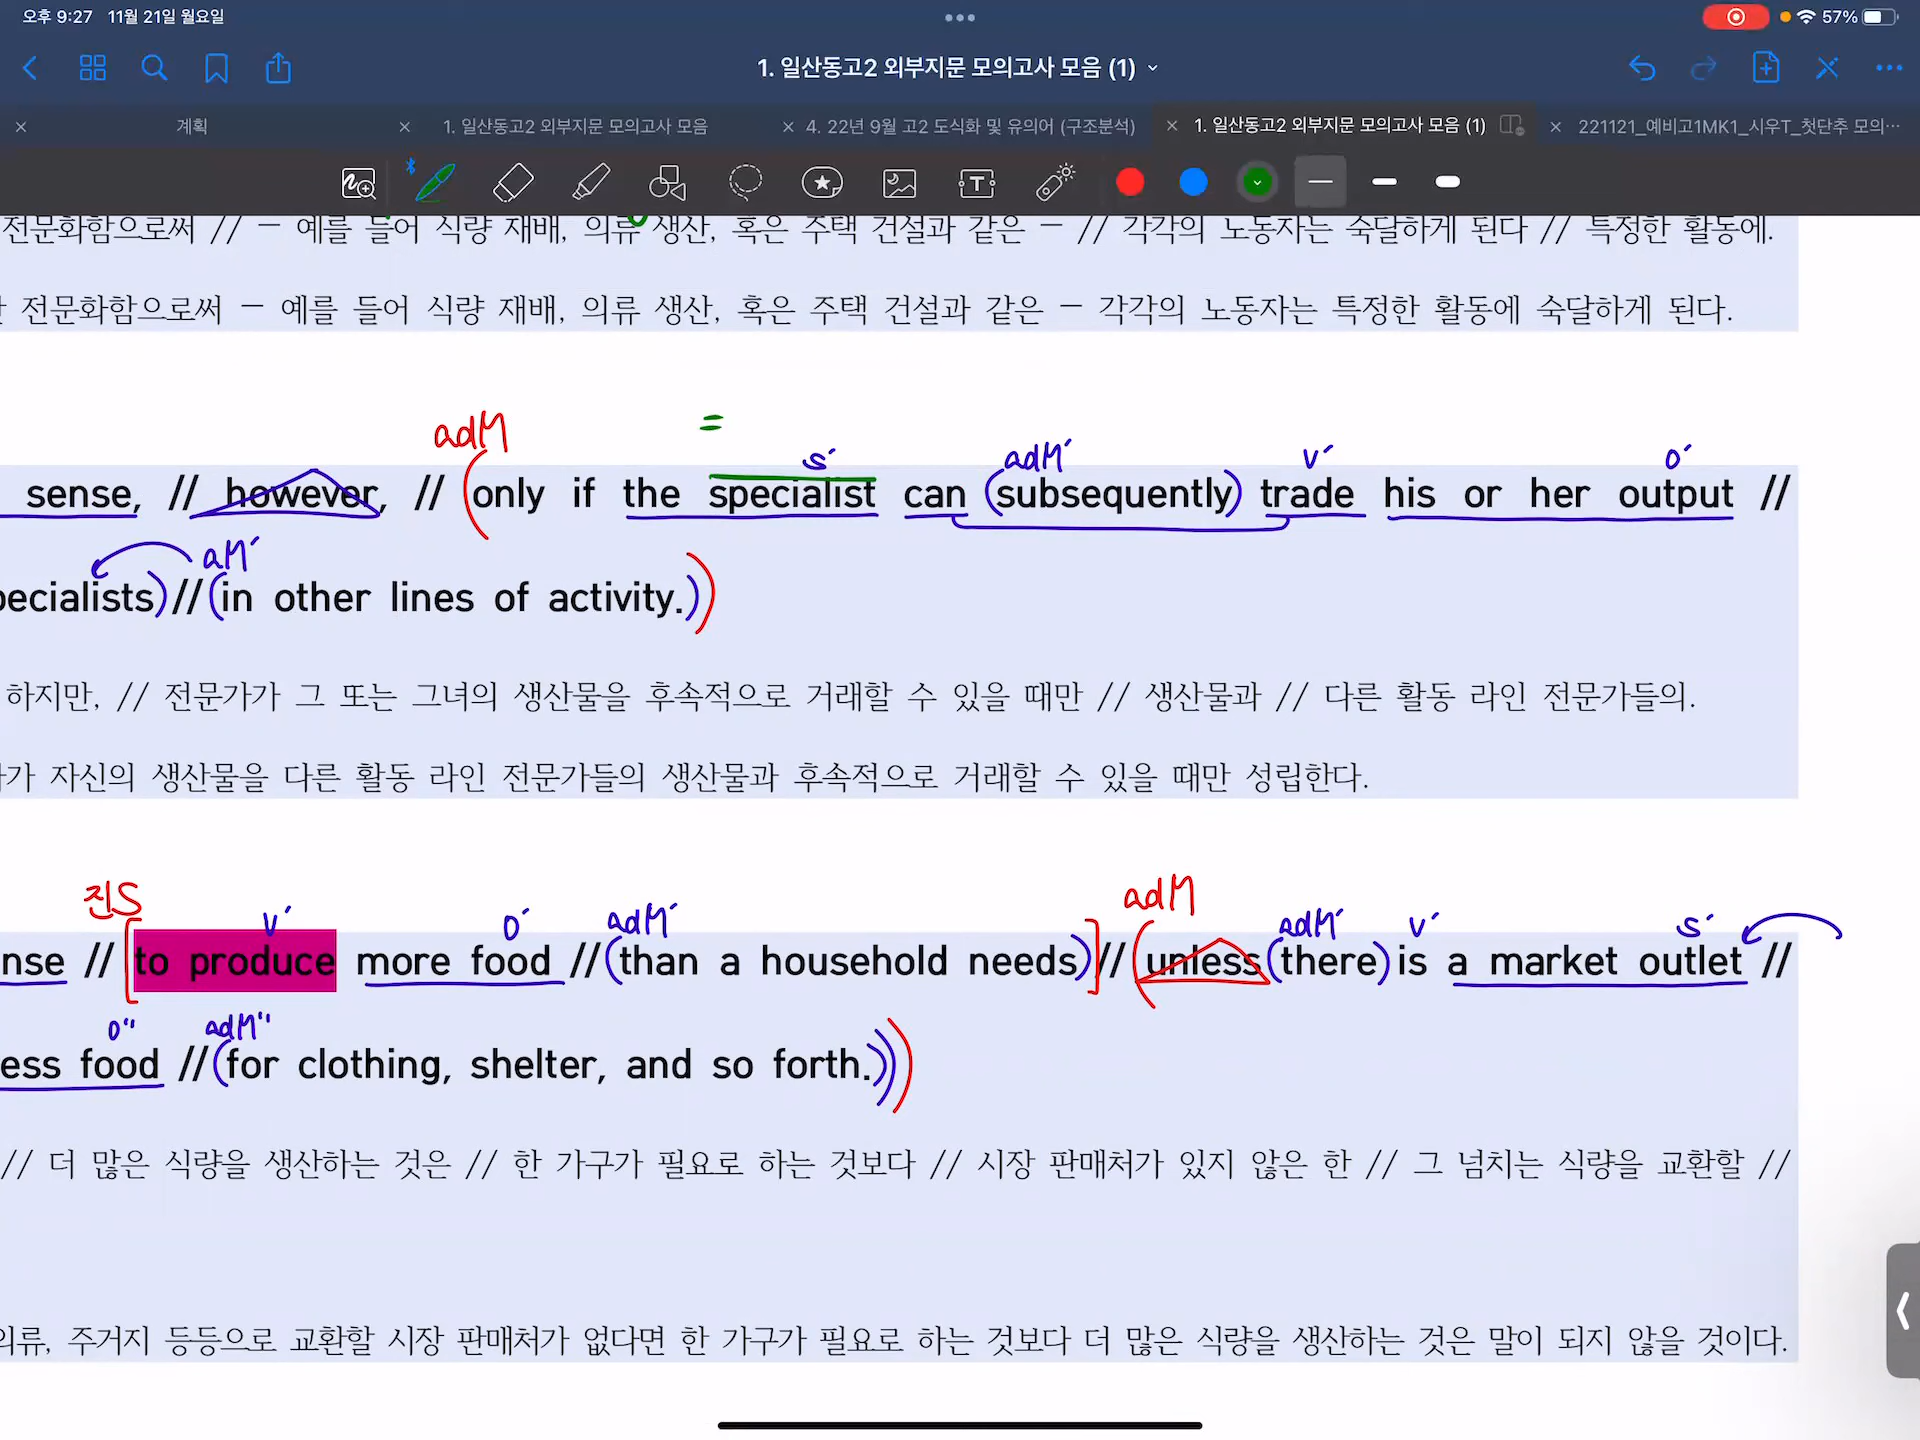 오후 9:27 11월 21일 월요일
57%
1. 일산동고2 외부지문 모의고사 모음 (1)
계획
1. 일산동고2 외부지문 모의고사 모음
4. 22년 9월 고2 도식화 및 유의어 (구조분석)
1. 일산동고2 외부지문 모의고사 모음 (1)
221121_예비고1MK1_시우T_첫단추 모의…
전문화함으로써 // — 예를 들어 식량 재배, 의류 생산, 혹은 주택 건설과 같은 — // 각각의 노동자는 숙달하게 된다 // 특정한 활동에.
전문화함으로써 — 예를 들어 식량 재배, 의류 생산, 혹은 주택 건설과 같은 — 각각의 노동자는 특정한 활동에 숙달하게 된다.
adM =
s' adM' v' o'
sense, // however, // (only if the specialist can (subsequently) trade his or her output //
aM'
pecialists) // (in other lines of activity.))
하지만, // 전문가가 그 또는 그녀의 생산물을 후속적으로 거래할 수 있을 때만 // 생산물과 // 다른 활동 라인 전문가들의.
가 자신의 생산물을 다른 활동 라인 전문가들의 생산물과 후속적으로 거래할 수 있을 때만 성립한다.
진S adM
v' o' adM' adM' v' s'
nse // [to produce more food // (than a household needs)] // (unless (there) is a market outlet //
o" adM"
ess food // (for clothing, shelter, and so forth.)))
// 더 많은 식량을 생산하는 것은 // 한 가구가 필요로 하는 것보다 // 시장 판매처가 있지 않은 한 // 그 넘치는 식량을 교환할 //
의류, 주거지 등등으로 교환할 시장 판매처가 없다면 한 가구가 필요로 하는 것보다 더 많은 식량을 생산하는 것은 말이 되지 않을 것이다.